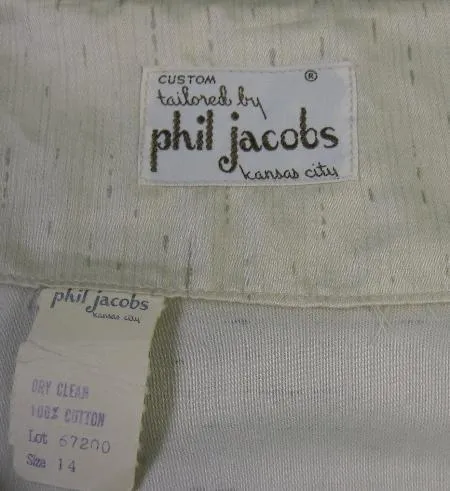 CUSTOM ®
tailored by
phil jacobs
kansas city
phil jacobs
kansas city
DRY CLEAN
100% COTTON
Lot 67200
Size 14